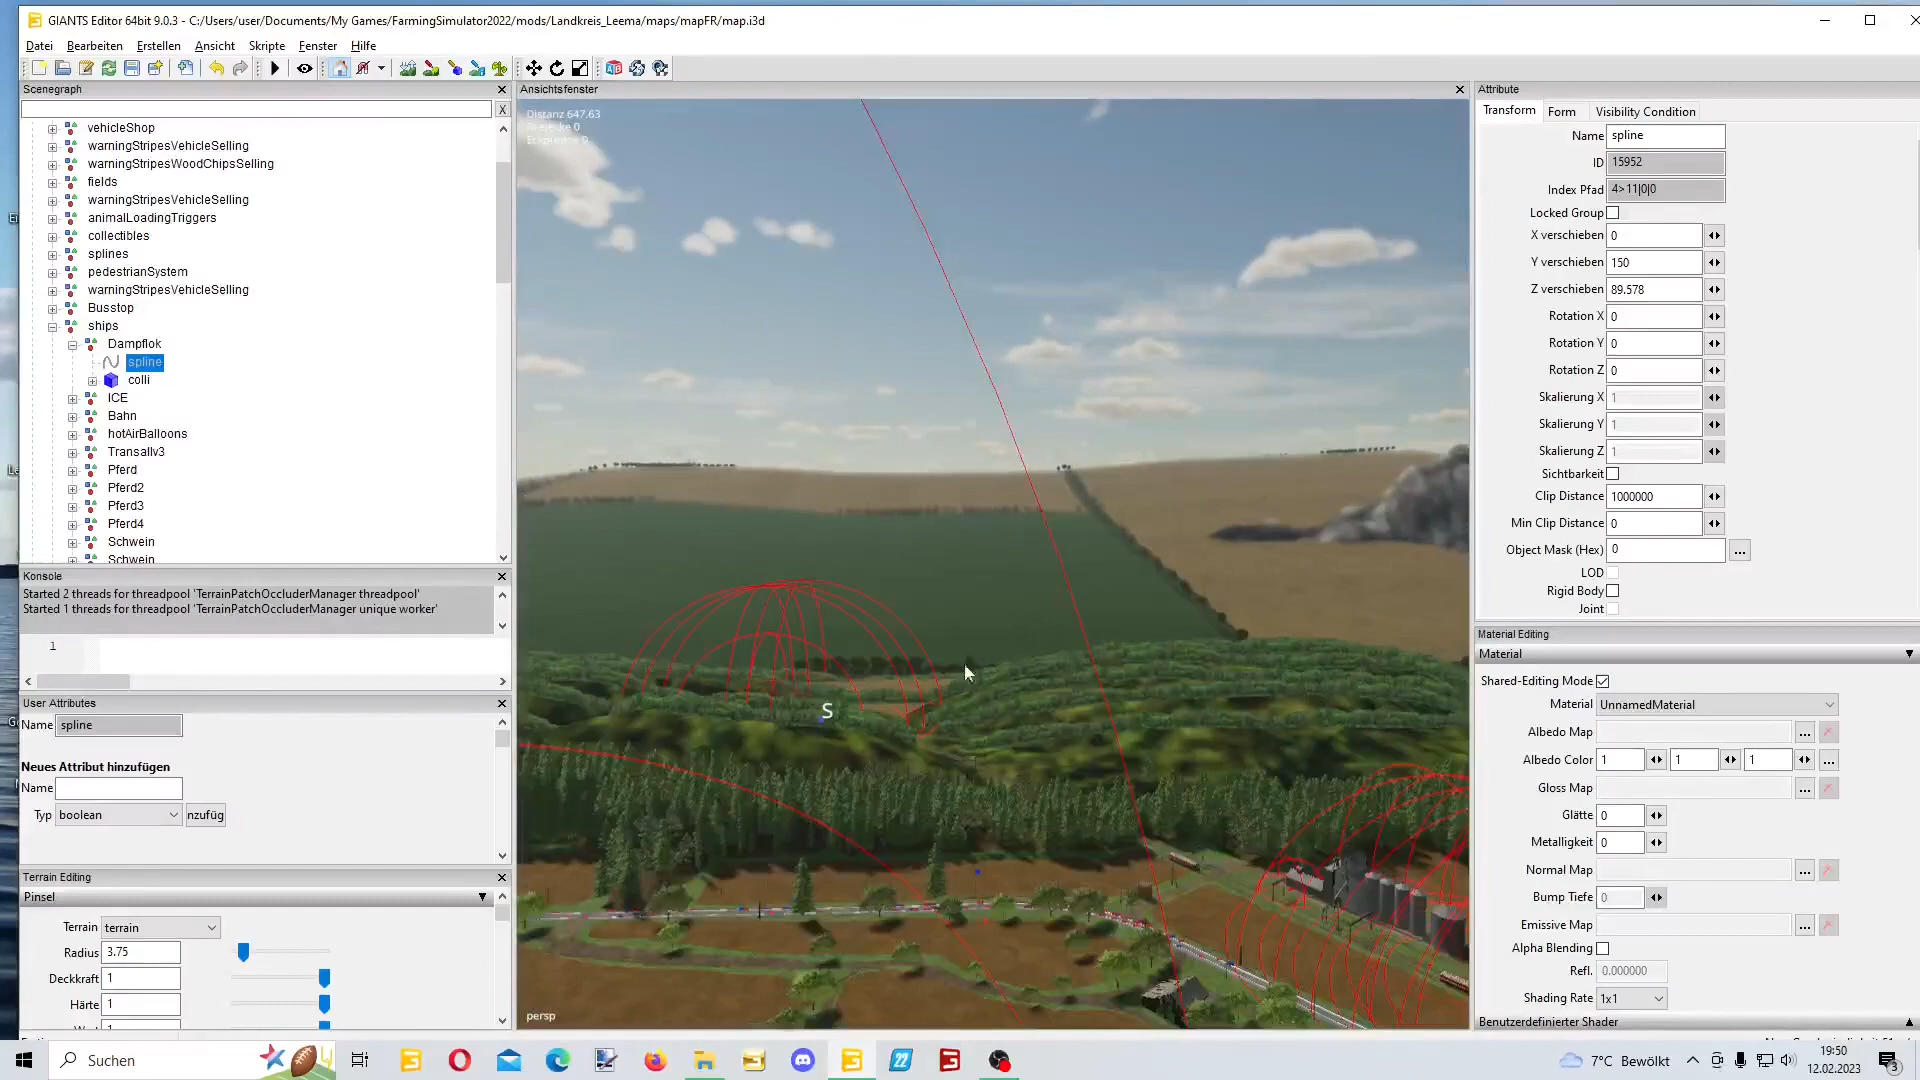 GIANTS Editor 64bit 9.0.3 - C:/Users/user/Documents/My Games/FarmingSimulator2022/mods/Landkreis_Leema/maps/mapFR/map.i3d
Datei Bearbeiten Erstellen Ansicht Skripte Fenster Hilfe
Scenegraph
X
vehicleShop
warningStripesVehicleSelling
warningStripesWoodChipsSelling
fields
warningStripesVehicleSelling
animalLoadingTriggers
collectibles
splines
pedestrianSystem
warningStripesVehicleSelling
Busstop
ships
Dampflok
spline
colli
ICE
Bahn
hotAirBalloons
Transallv3
Pferd
Pferd2
Pferd3
Pferd4
Schwein
Schwein
Konsole
Started 2 threads for threadpool 'TerrainPatchOccluderManager threadpool'
Started 1 threads for threadpool 'TerrainPatchOccluderManager unique worker'
1
User Attributes
Name spline
Neues Attribut hinzufügen
Name
Typ boolean nzufüg
Terrain Editing
Pinsel
Terrain terrain
Radius 3.75
Deckkraft 1
Härte 1
Ansichtsfenster
Distanz 647.63
S
persp
Attribute
Transform Form Visibility Condition
Name spline
ID 15952
Index Pfad 4>11|0|0
Locked Group
X verschieben 0
Y verschieben 150
Z verschieben 89.578
Rotation X 0
Rotation Y 0
Rotation Z 0
Skalierung X 1
Skalierung Y 1
Skalierung Z 1
Sichtbarkeit
Clip Distance 1000000
Min Clip Distance 0
Object Mask (Hex) 0 ...
LOD
Rigid Body
Joint
Material Editing
Material
Shared-Editing Mode
Material UnnamedMaterial
Albedo Map ...
Albedo Color 1 1 1 ...
Gloss Map ...
Glätte 0
Metalligkeit 0
Normal Map ...
Bump Tiefe 0
Emissive Map ...
Alpha Blending
Refl. 0.000000
Shading Rate 1x1
Benutzerdefinierter Shader
Suchen
22
7°C Bewölkt
19:50
12.02.2023
3